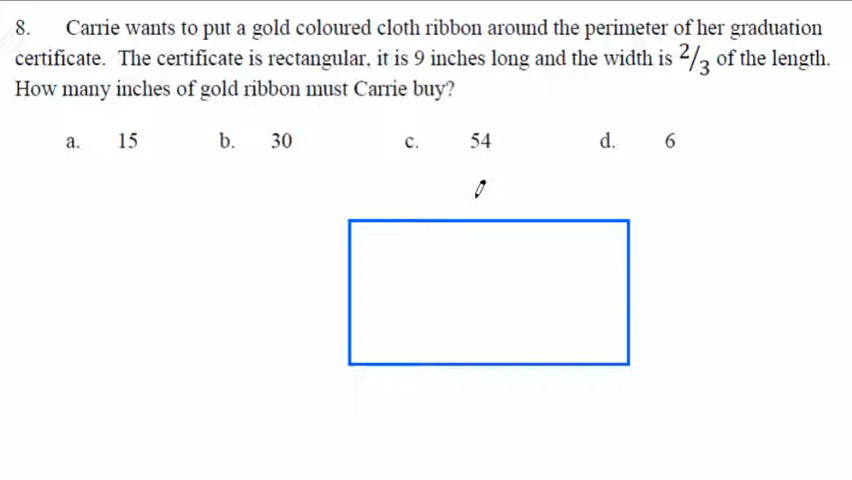 8. Carrie wants to put a gold coloured cloth ribbon around the perimeter of her graduation
certificate. The certificate is rectangular, it is 9 inches long and the width is 2/3 of the length.
How many inches of gold ribbon must Carrie buy?
a. 15 b. 30 c. 54 d. 6